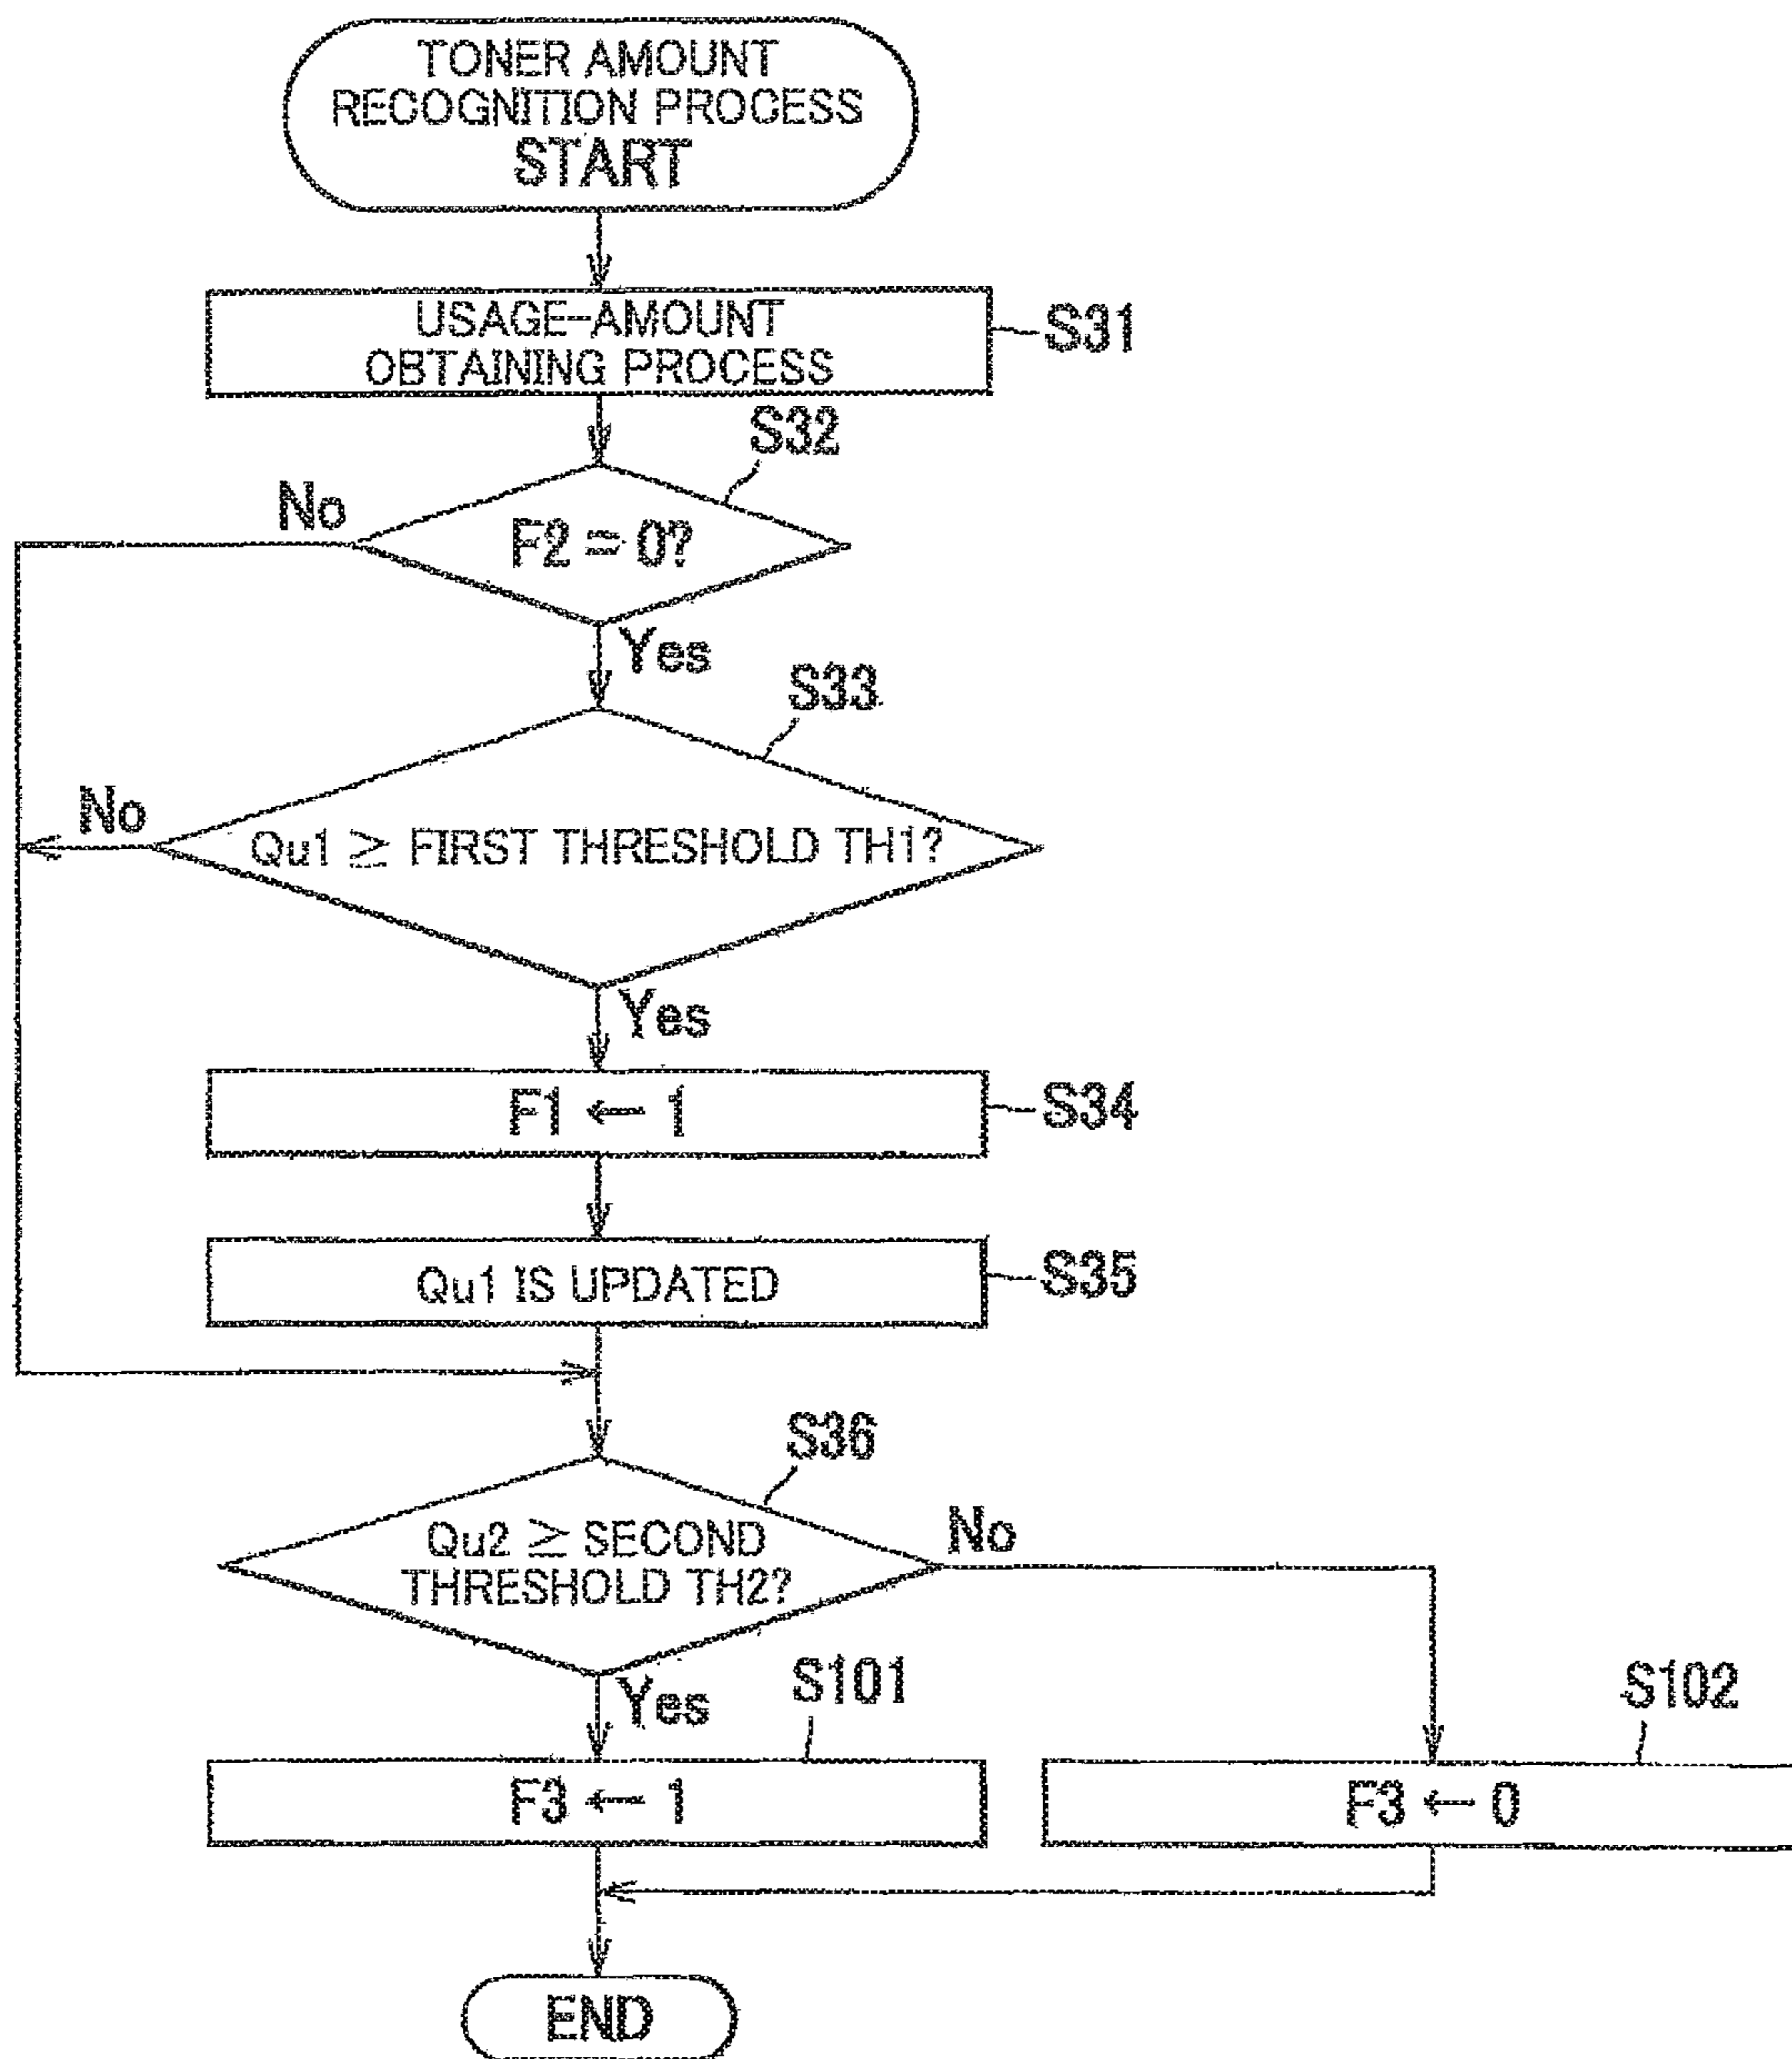 TONER AMOUNT
RECOGNITION PROCESS
START
USAGE-AMOUNT
OBTAINING PROCESS
S31
S32
F2 = 0?
No
Yes
S33
Qu1 ≥ FIRST THRESHOLD TH1?
No
Yes
F1 ← 1
S34
Qu1 IS UPDATED
S35
S36
Qu2 ≥ SECOND
THRESHOLD TH2?
No
Yes
S101
F3 ← 1
S102
F3 ← 0
END